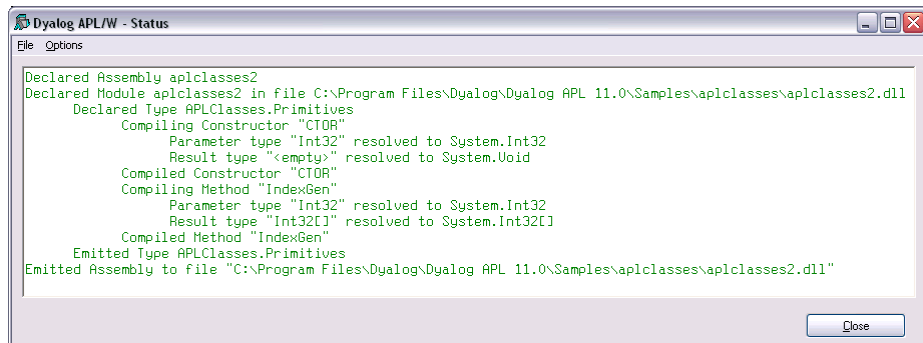 Dyalog APL/W - Status
File Options
Declared Assembly aplclasses2
Declared Module aplclasses2 in file C:\Program Files\Dyalog\Dyalog APL 11.0\Samples\aplclasses\aplclasses2.dll
Declared Type APLClasses.Primitives
Compiling Constructor "CTOR"
Parameter type "Int32" resolved to System.Int32
Result type "<empty>" resolved to System.Void
Compiled Constructor "CTOR"
Compiling Method "IndexGen"
Parameter type "Int32" resolved to System.Int32
Result type "Int32[]" resolved to System.Int32[]
Compiled Method "IndexGen"
Emitted Type APLClasses.Primitives
Emitted Assembly to file "C:\Program Files\Dyalog\Dyalog APL 11.0\Samples\aplclasses\aplclasses2.dll"
Close